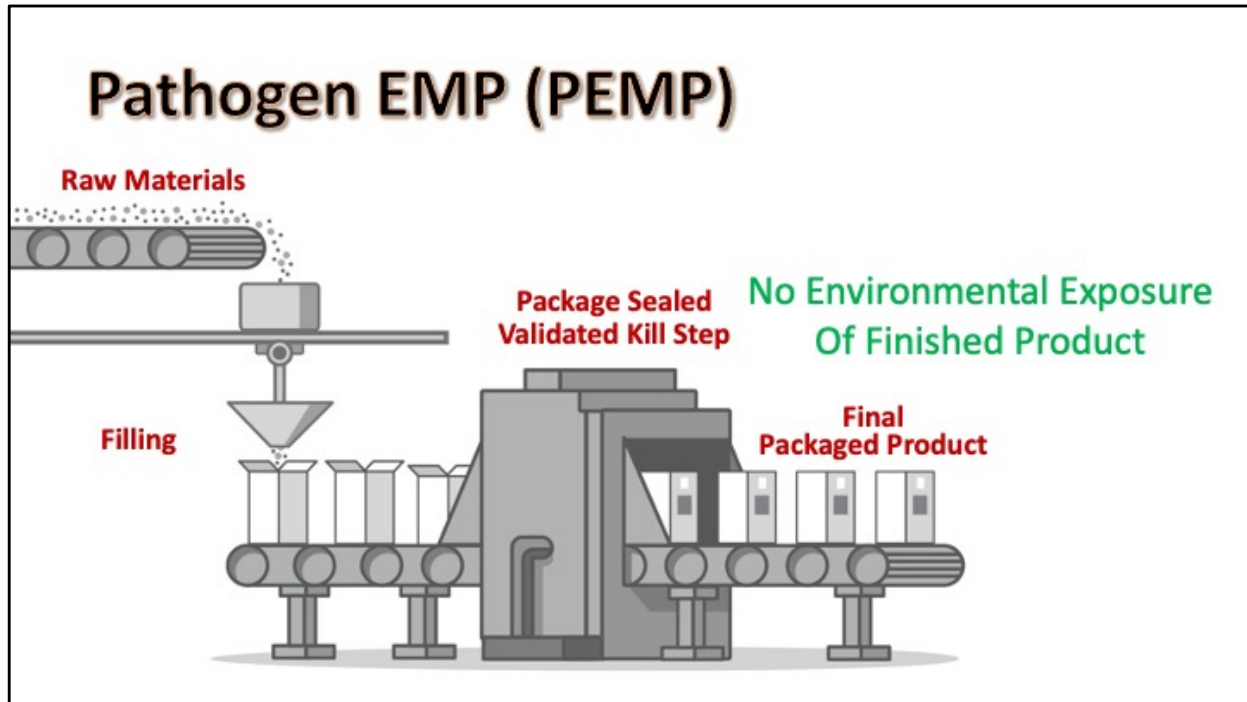 Pathogen EMP (PEMP)
Raw Materials
Package Sealed
Validated Kill Step
No Environmental Exposure
Of Finished Product
Filling
Final
Packaged Product